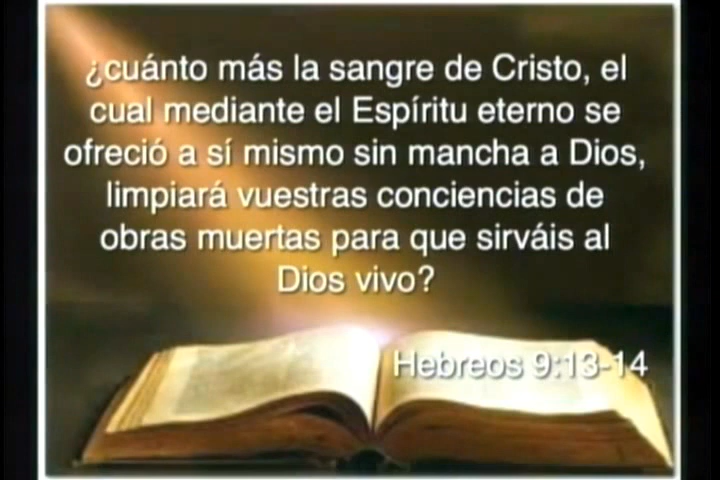 ¿cuánto más la sangre de Cristo, el
cual mediante el Espíritu eterno se
ofreció a sí mismo sin mancha a Dios,
limpiará vuestras conciencias de
obras muertas para que sirváis al
Dios vivo?
Hebreos 9:13-14